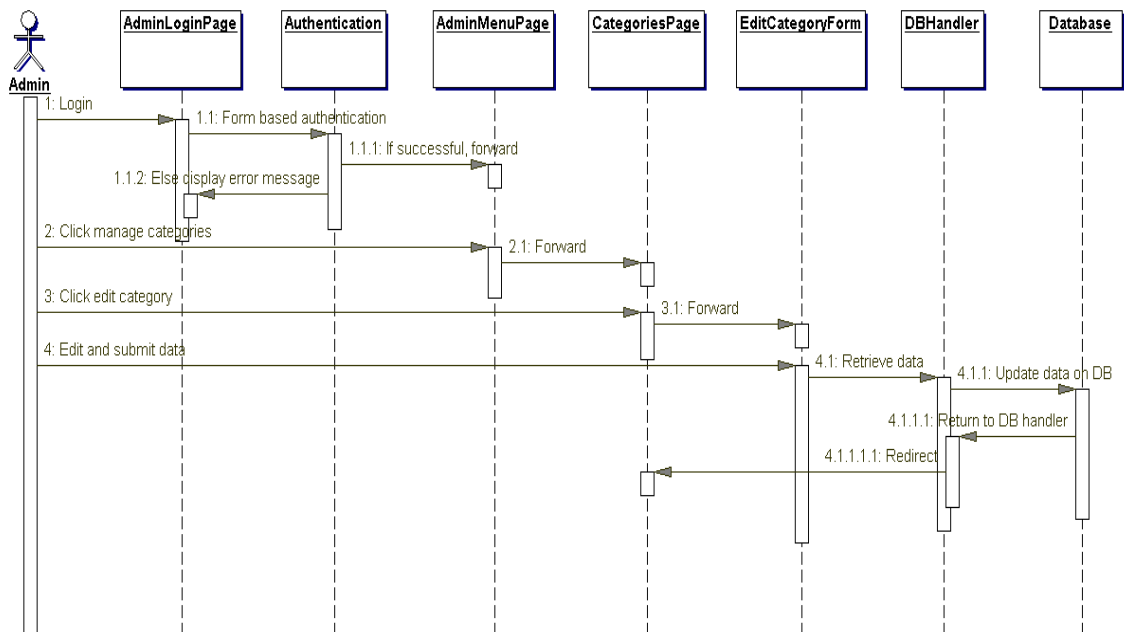 AdminLoginPage
Authentication
AdminMenuPage
CategoriesPage
EditCategoryForm
DBHandler
Database
Admin
1: Login
1.1: Form based authentication
1.1.1: If successful, forward
1.1.2: Else display error message
2: Click manage categories
2.1: Forward
3: Click edit category
3.1: Forward
4: Edit and submit data
4.1: Retrieve data
4.1.1: Update data on DB
4.1.1.1: Return to DB handler
4.1.1.1.1: Redirect